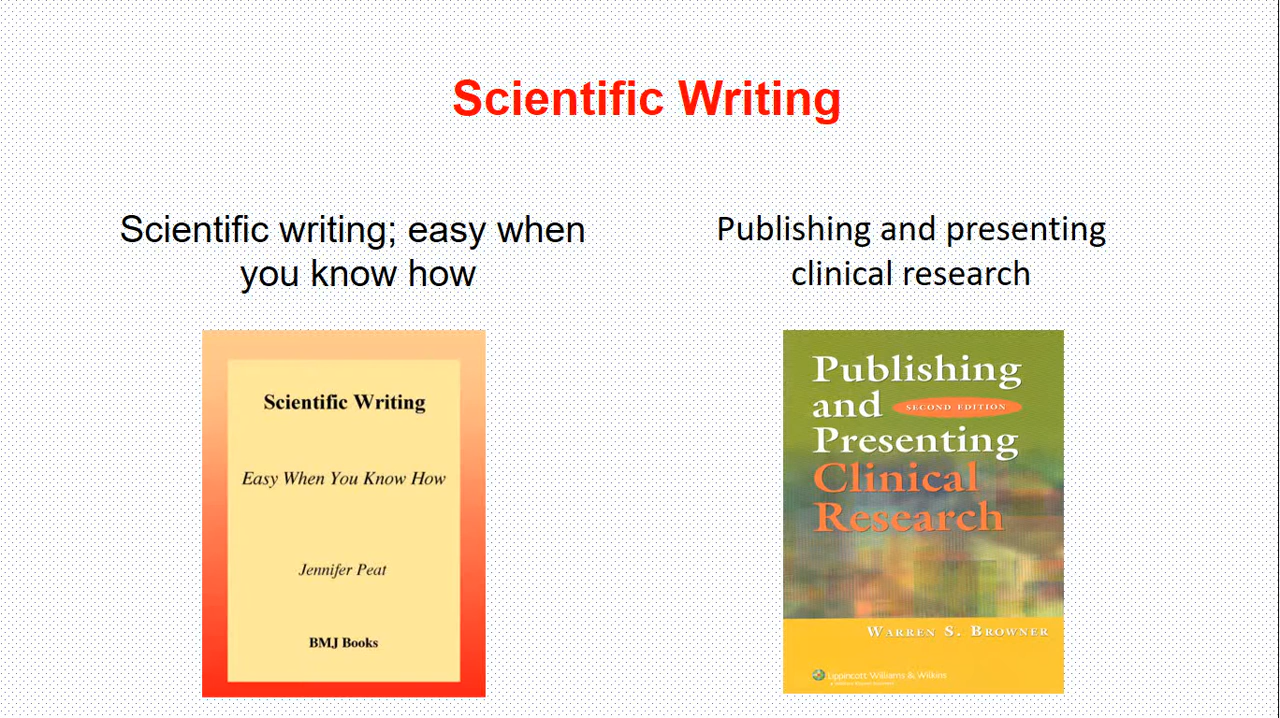 Scientific Writing
Scientific writing; easy when
you know how
Publishing and presenting
clinical research
Scientific Writing
Easy When You Know How
Jennifer Peat
BMJ Books
Publishing
and SECOND EDITION
Presenting
Clinical
Research
WARREN S. BROWNER
Lippincott Williams & Wilkins